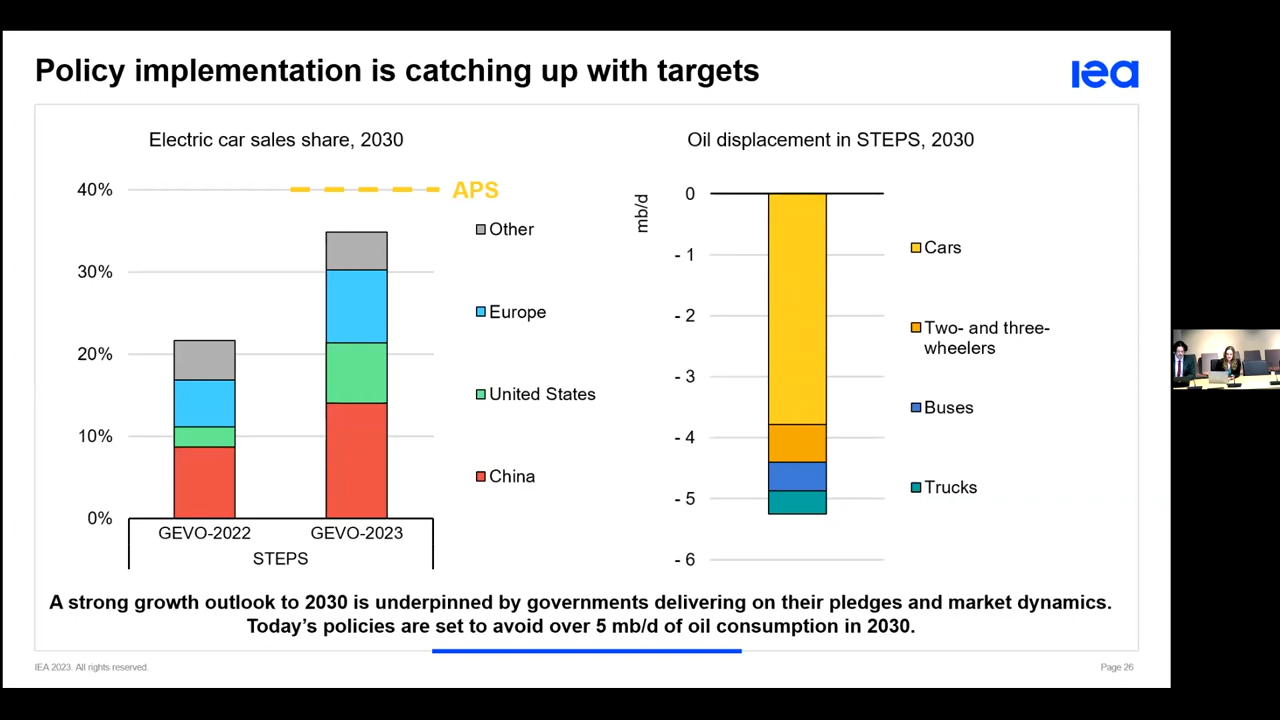 Policy implementation is catching up with targets
iea
Electric car sales share, 2030
40%
30%
20%
10%
0%
APS
Other
Europe
United States
China
GEVO-2022
GEVO-2023
STEPS
Oil displacement in STEPS, 2030
mb/d
0
- 1
- 2
- 3
- 4
- 5
- 6
Cars
Two- and three-
wheelers
Buses
Trucks
A strong growth outlook to 2030 is underpinned by governments delivering on their pledges and market dynamics.
Today's policies are set to avoid over 5 mb/d of oil consumption in 2030.
IEA 2023. All rights reserved.
Page 26